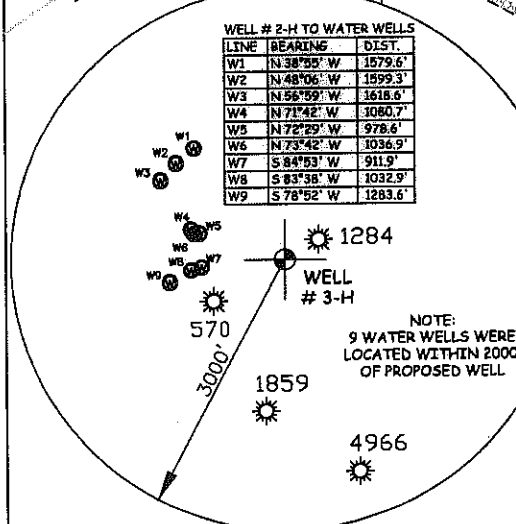 WELL # 2-H TO WATER WELLS
LINE BEARING DIST.
W1 N 38°55' W 1579.6'
W2 N 48°06' W 1599.3'
W3 N 56°59' W 1618.6'
W4 N 71°42' W 1060.7'
W5 N 72°29' W 978.6'
W6 N 73°42' W 1036.9'
W7 S 84°53' W 911.9'
W8 S 83°38' W 1032.9'
W9 S 78°52' W 1283.6'
W1
W2
W3
W4
W5
W6
W7
W8
W9
1284
WELL
# 3-H
570
3000'
NOTE:
9 WATER WELLS WERE
LOCATED WITHIN 2000
OF PROPOSED WELL
1859
4966